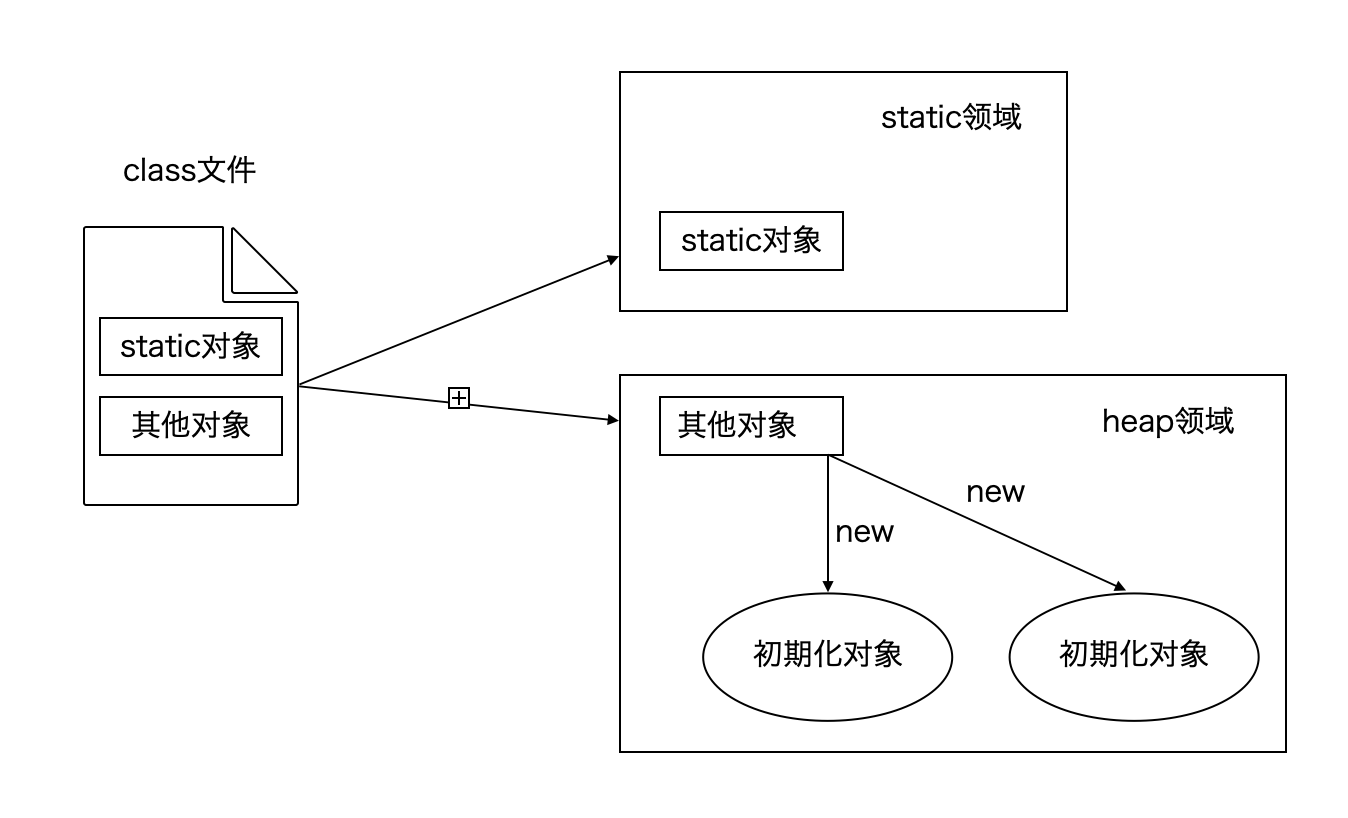 class文件
static对象
其他对象
static领域
static对象
heap领域
其他对象
new
new
初期化对象
初期化对象